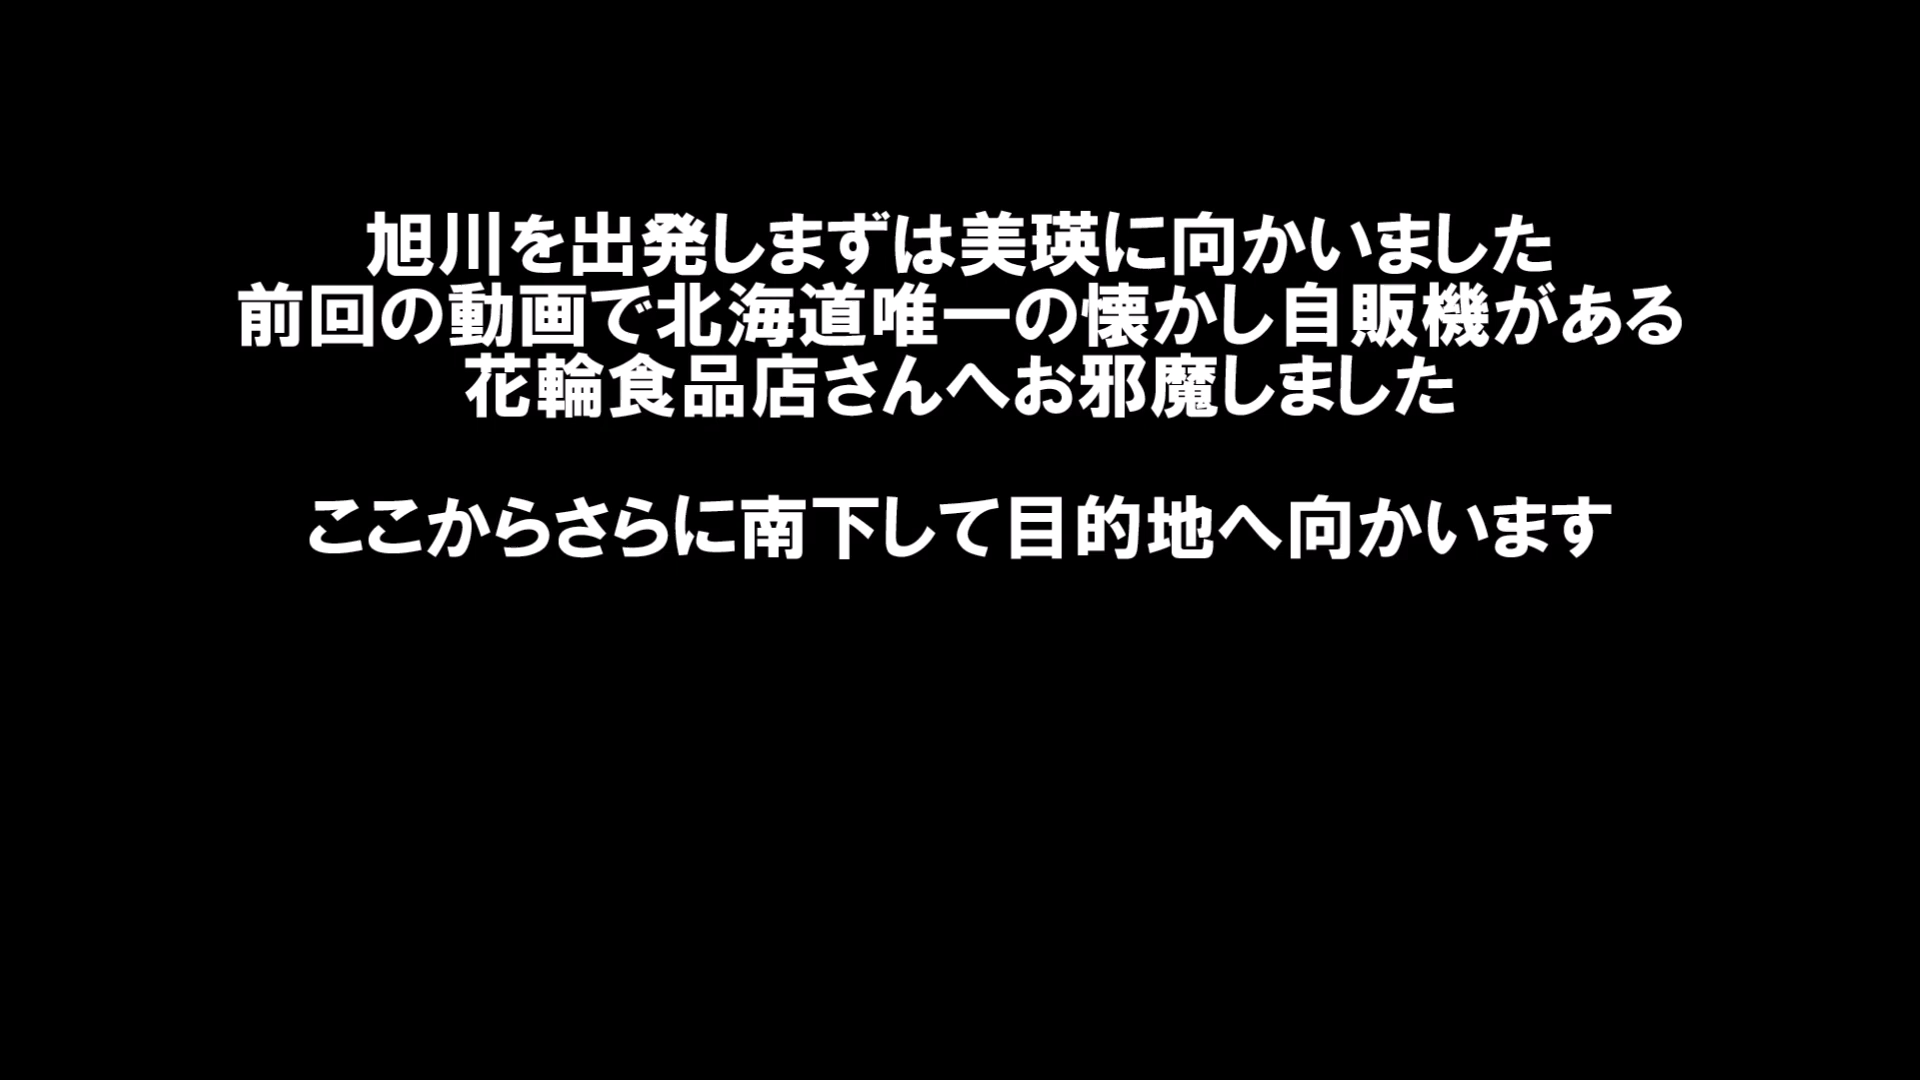 旭川を出発しまずは美瑛に向かいました
前回の動画で北海道唯一の懐かし自販機がある
花輪食品店さんへお邪魔しました
ここからさらに南下して目的地へ向かいます